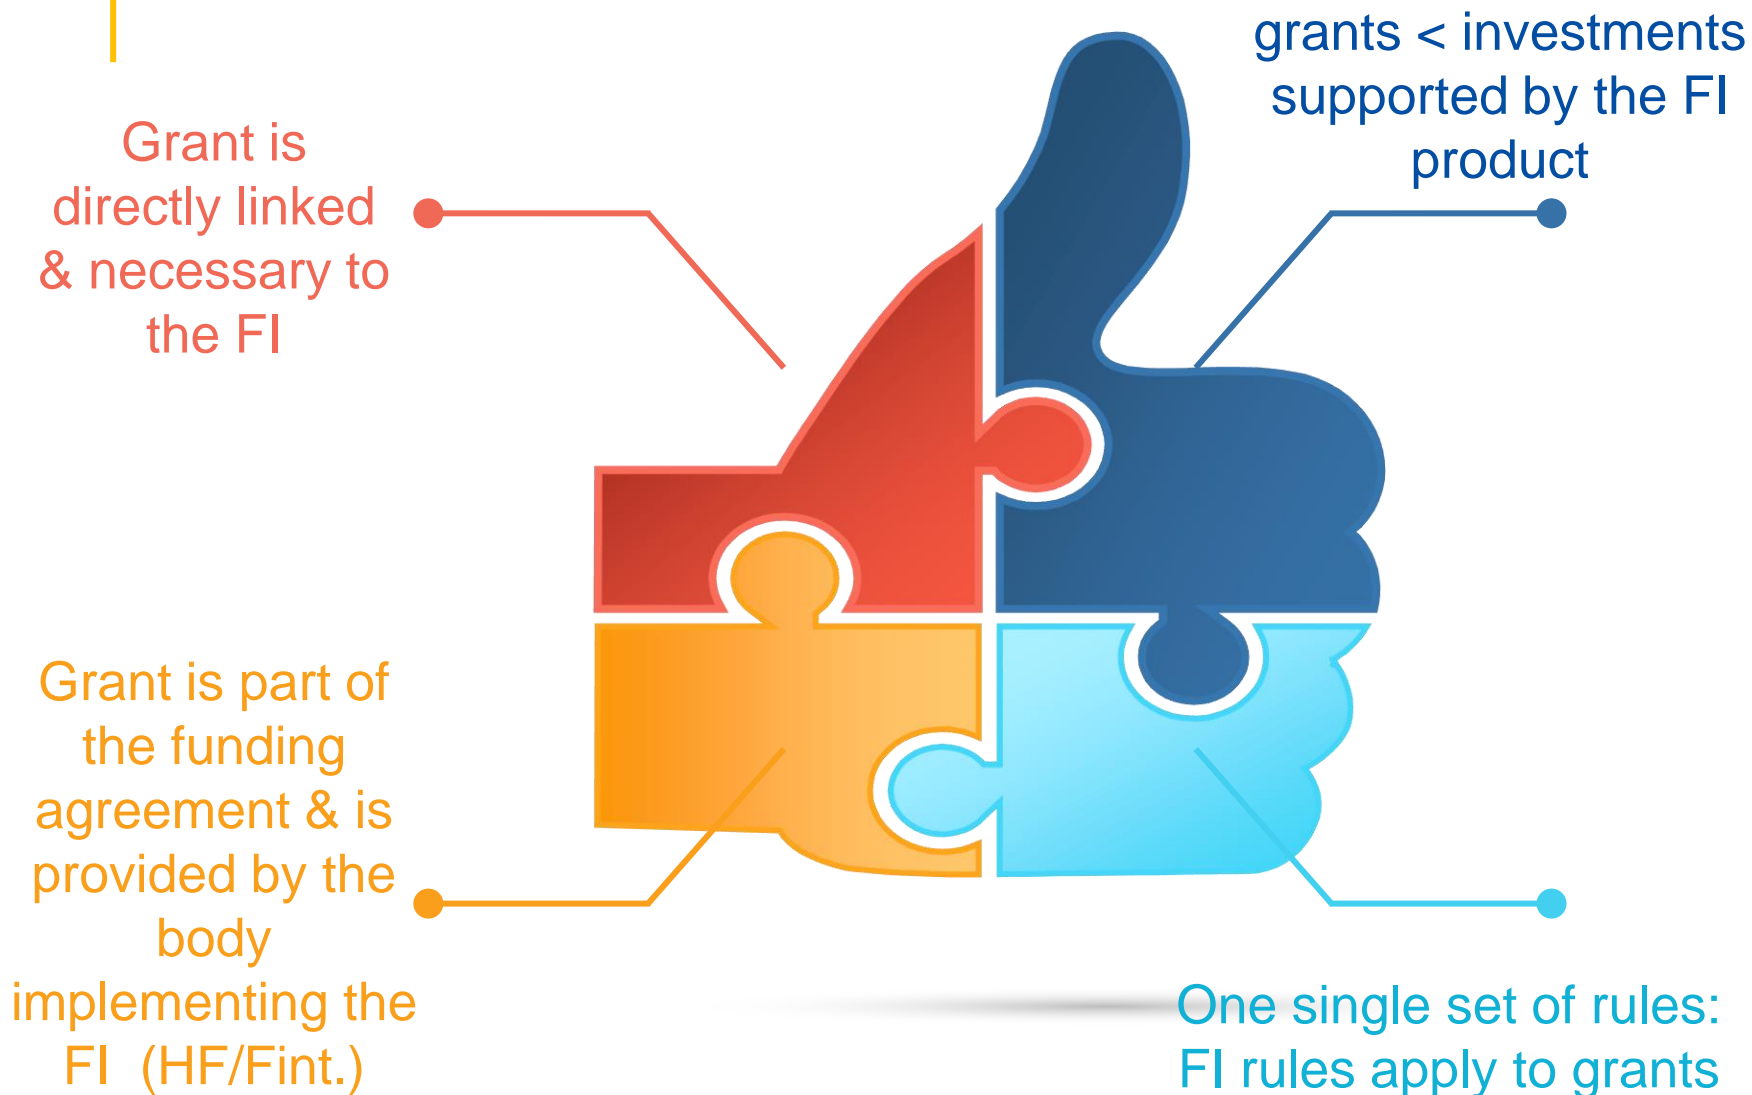 Grant is
directly linked
& necessary to
the FI
grants < investments
supported by the FI
product
Grant is part of
the funding
agreement & is
provided by the
body
implementing the
FI (HF/Fint.)
One single set of rules:
FI rules apply to grants